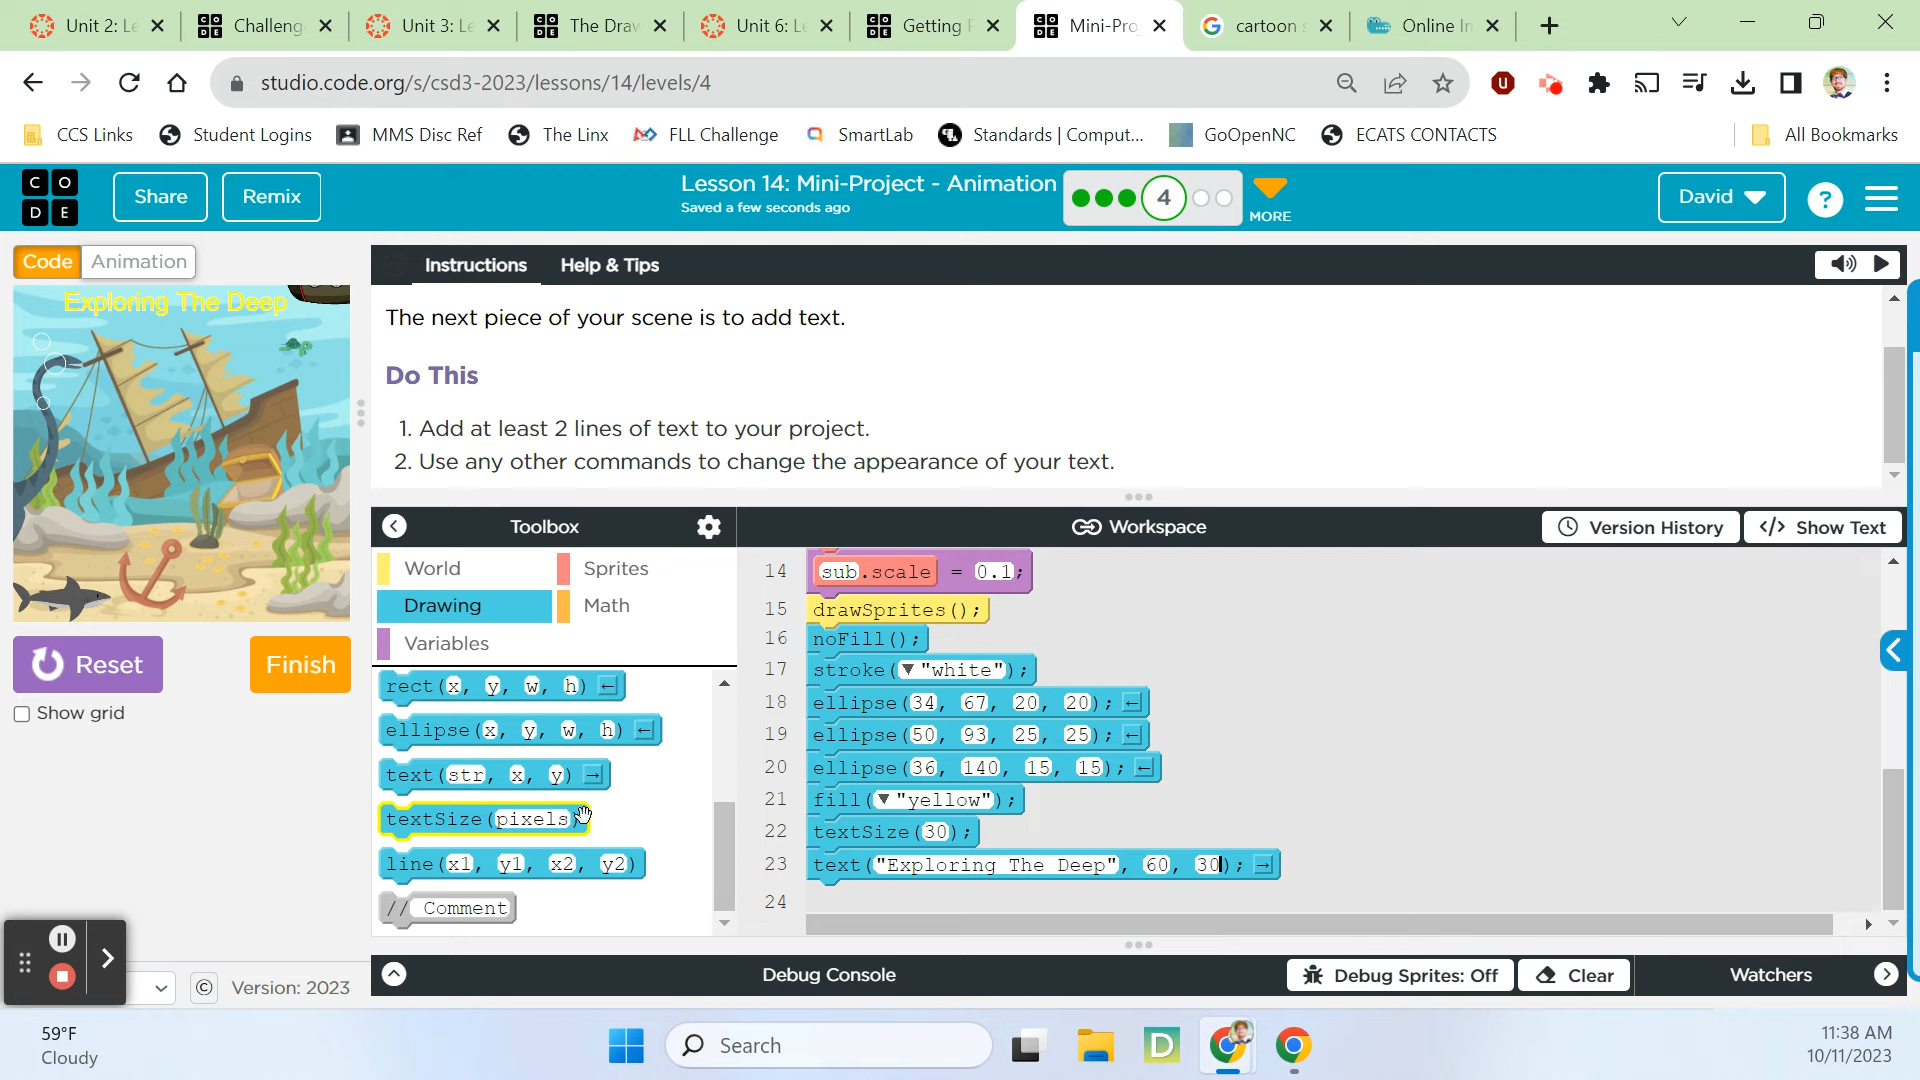 Unit 2: Le
Challeng
Unit 3: Le
The Draw
Unit 6: Le
Getting F
Mini-Pro
cartoon s
Online In
studio.code.org/s/csd3-2023/lessons/14/levels/4
CCS Links
Student Logins
MMS Disc Ref
The Linx
FLL Challenge
SmartLab
Standards | Comput...
GoOpenNC
ECATS CONTACTS
All Bookmarks
C O
D E
Share
Remix
Lesson 14: Mini-Project - Animation
Saved a few seconds ago
4
MORE
David
?
Code
Animation
Instructions
Help & Tips
Exploring The Deep
The next piece of your scene is to add text.
Do This
1. Add at least 2 lines of text to your project.
2. Use any other commands to change the appearance of your text.
Reset
Finish
Show grid
Toolbox
Workspace
Version History
</> Show Text
World
Sprites
Drawing
Math
Variables
rect(x, y, w, h) ←
ellipse(x, y, w, h) ←
text(str, x, y) →
textSize(pixels)
line(x1, y1, x2, y2)
// Comment
14 sub.scale = 0.1;
15 drawSprites();
16 noFill();
17 stroke(▼"white");
18 ellipse(34, 67, 20, 20); ←
19 ellipse(50, 93, 25, 25); ←
20 ellipse(36, 140, 15, 15); ←
21 fill(▼"yellow");
22 textSize(30);
23 text("Exploring The Deep", 60, 30); →
24
© Version: 2023
Debug Console
Debug Sprites: Off
Clear
Watchers
59°F
Cloudy
Search
D
11:38 AM
10/11/2023